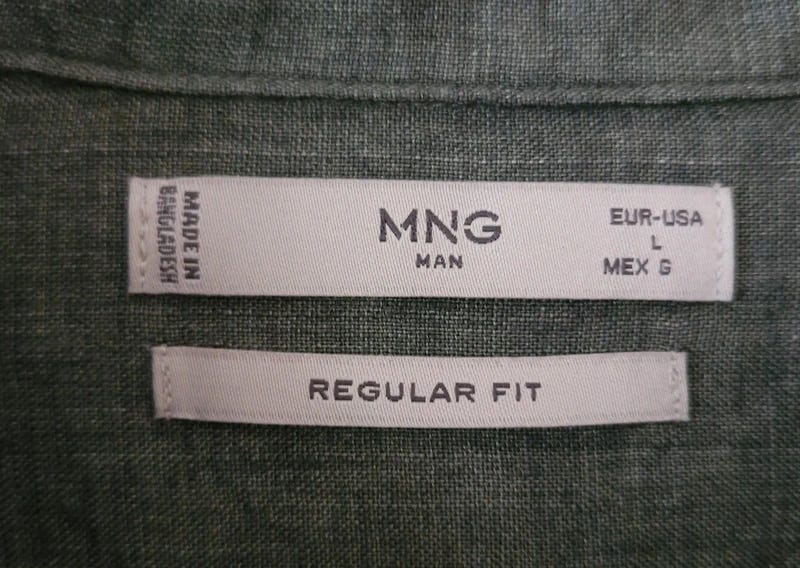 MADE IN
BANGLADESH
MNG
MAN
EUR-USA
L
MEX G
REGULAR FIT